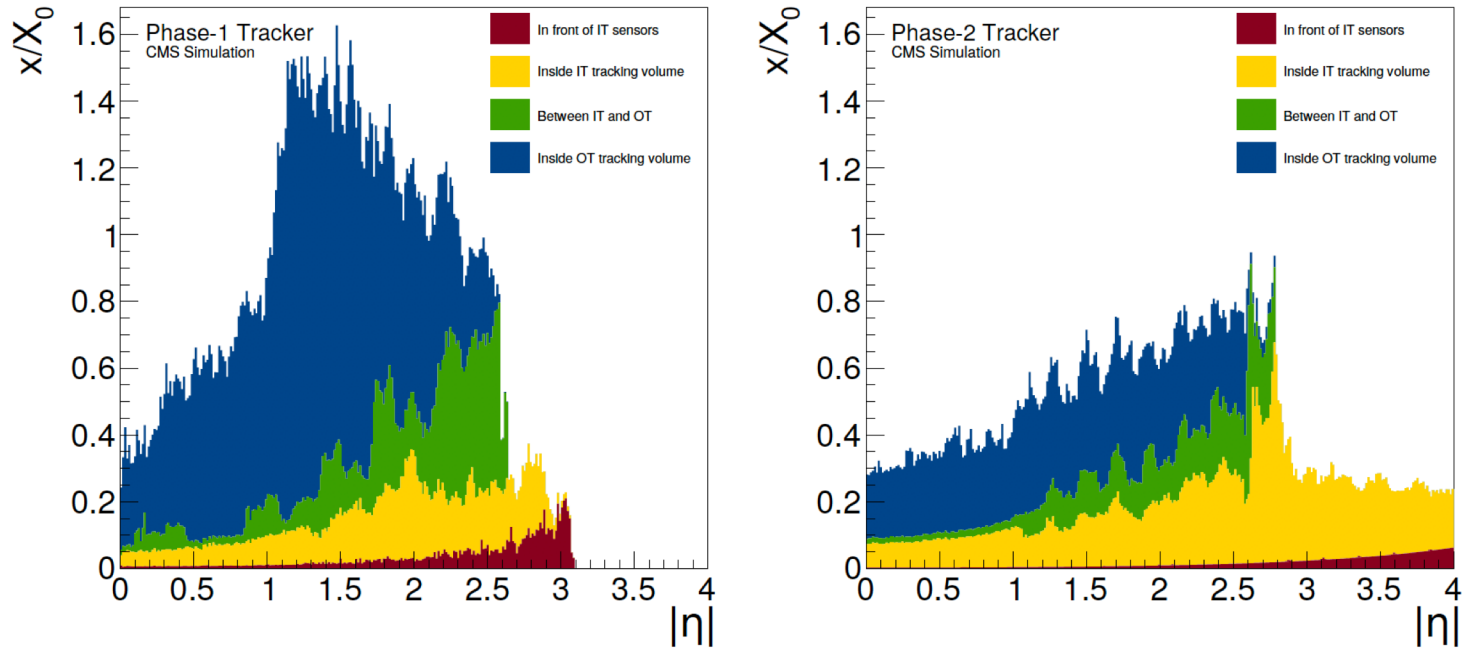 x/X0
Phase-1 Tracker
CMS Simulation
In front of IT sensors
Inside IT tracking volume
Between IT and OT
Inside OT tracking volume
1.6
1.4
1.2
1
0.8
0.6
0.4
0.2
0
0 0.5 1 1.5 2 2.5 3 3.5 4
|η|
x/X0
Phase-2 Tracker
CMS Simulation
In front of IT sensors
Inside IT tracking volume
Between IT and OT
Inside OT tracking volume
1.6
1.4
1.2
1
0.8
0.6
0.4
0.2
0
0 0.5 1 1.5 2 2.5 3 3.5 4
|η|